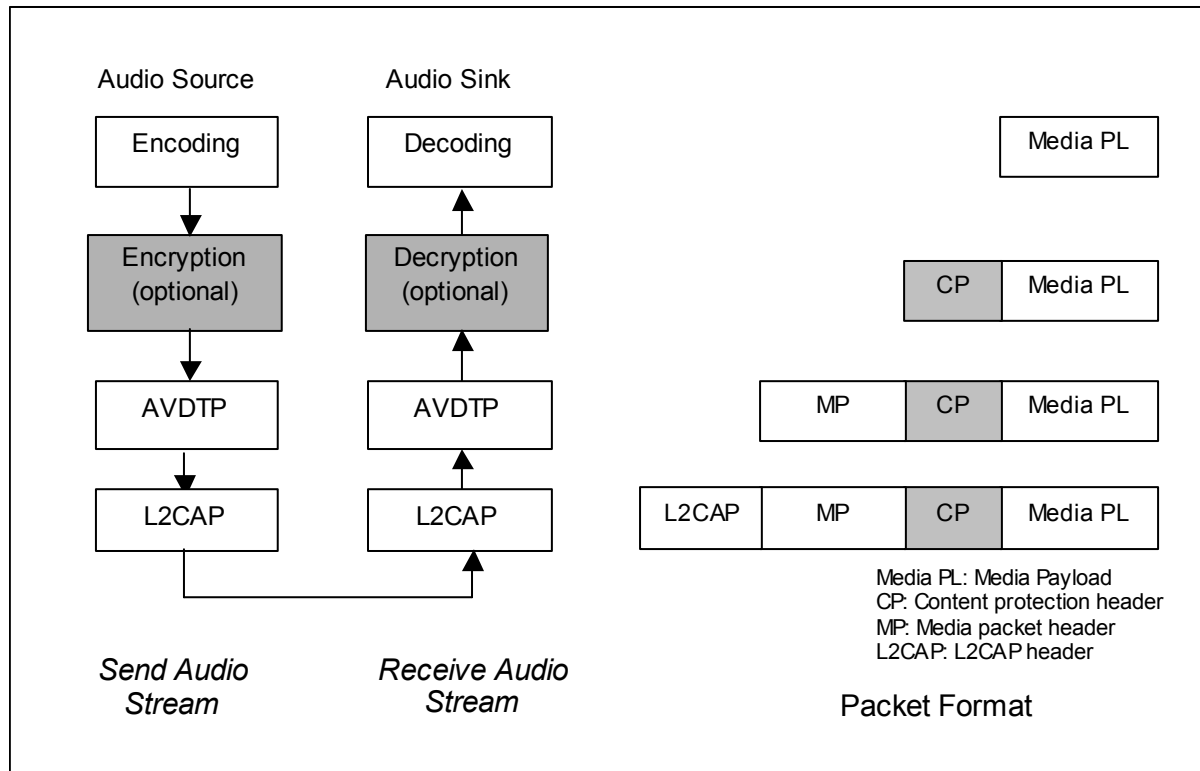 Audio Source
Audio Sink
Encoding
Decoding
Media PL
Encryption
(optional)
Decryption
(optional)
CP
Media PL
AVDTP
AVDTP
MP
CP
Media PL
L2CAP
L2CAP
L2CAP
MP
CP
Media PL
Media PL: Media Payload
CP: Content protection header
MP: Media packet header
L2CAP: L2CAP header
Send Audio
Stream
Receive Audio
Stream
Packet Format